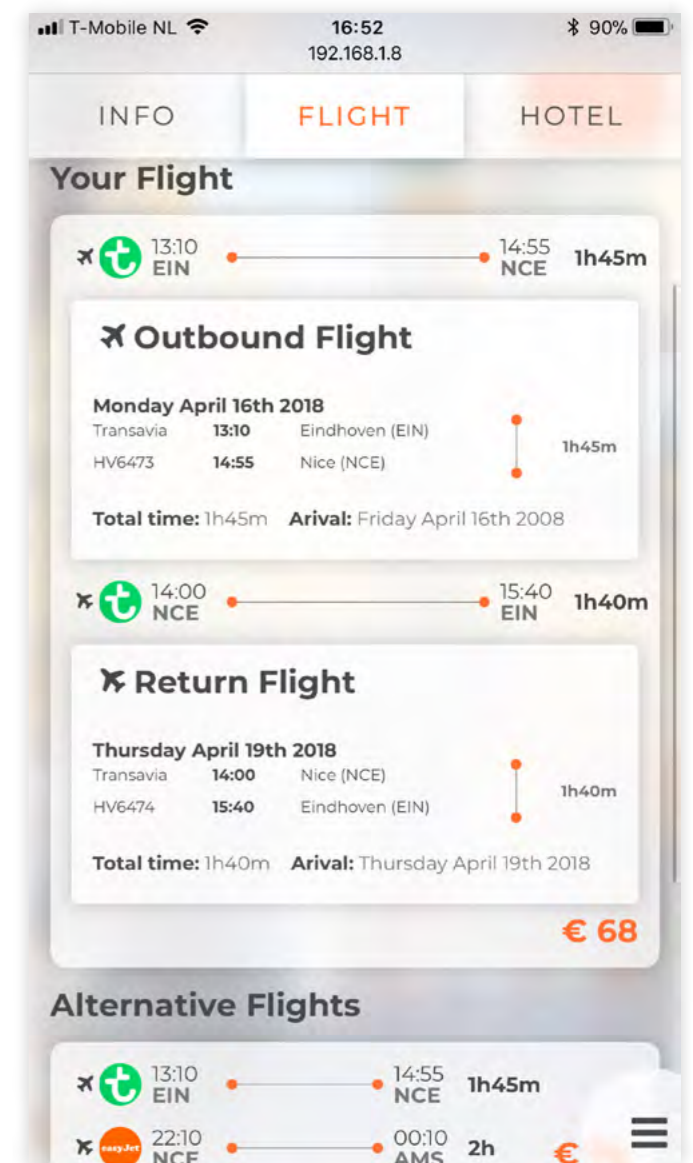 T-Mobile NL 16:52 90%
192.168.1.8
INFO FLIGHT HOTEL
Your Flight
13:10 14:55
EIN NCE 1h45m
Outbound Flight
Monday April 16th 2018
Transavia 13:10 Eindhoven (EIN)
1h45m
HV6473 14:55 Nice (NCE)
Total time: 1h45m Arival: Friday April 16th 2008
14:00 15:40
NCE EIN 1h40m
Return Flight
Thursday April 19th 2018
Transavia 14:00 Nice (NCE)
1h40m
HV6474 15:40 Eindhoven (EIN)
Total time: 1h40m Arival: Thursday April 19th 2018
€ 68
Alternative Flights
13:10 14:55
EIN NCE 1h45m
easyJet 22:10 00:10 2h €
NCE AMS